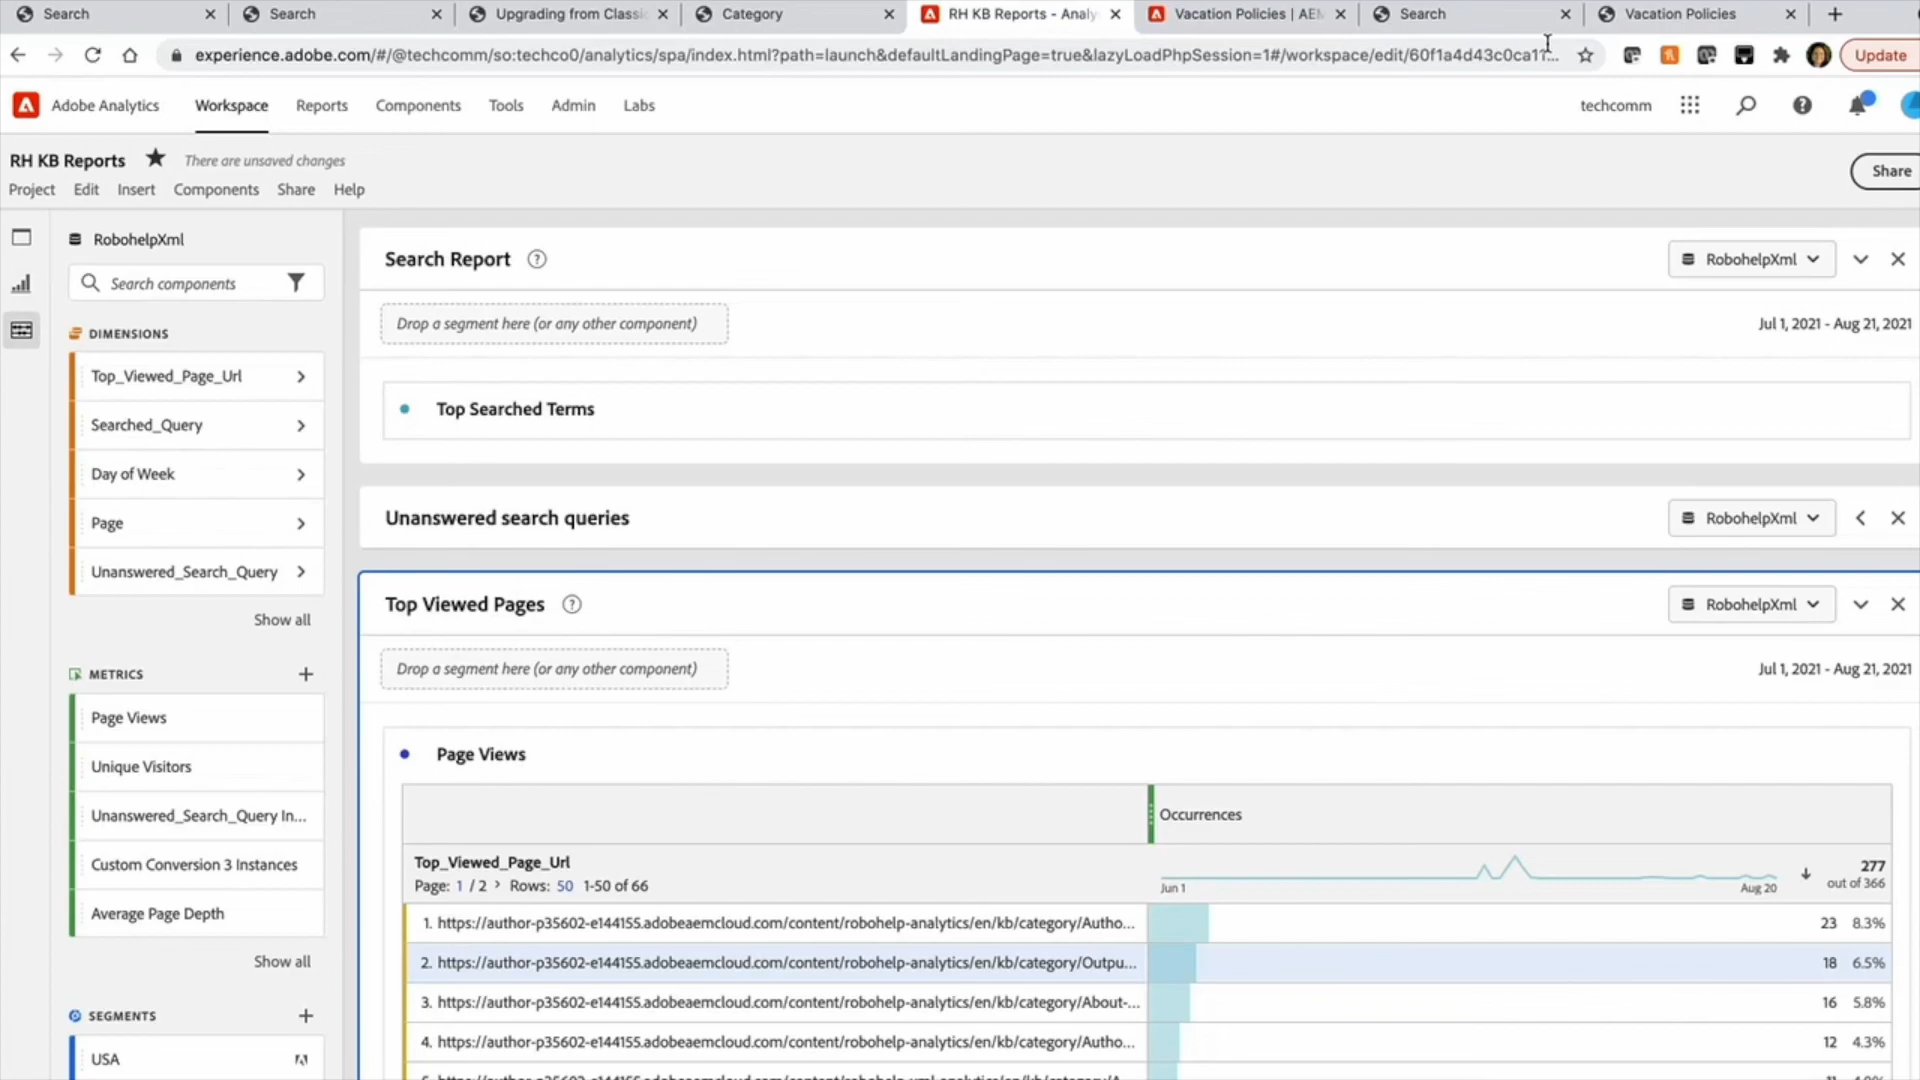 Search
Search
Upgrading from Classi
Category
RH KB Reports - Analy
Vacation Policies | AEM
Search
Vacation Policies
experience.adobe.com/#/@techcomm/so:techco0/analytics/spa/index.html?path=launch&defaultLandingPage=true&lazyLoadPhpSession=1#/workspace/edit/60f1a4d43c0ca11...
Update
Adobe Analytics
Workspace
Reports
Components
Tools
Admin
Labs
techcomm
RH KB Reports
There are unsaved changes
Project
Edit
Insert
Components
Share
Help
Share
RobohelpXml
Search components
DIMENSIONS
Top_Viewed_Page_Url
Searched_Query
Day of Week
Page
Unanswered_Search_Query
Show all
METRICS
Page Views
Unique Visitors
Unanswered_Search_Query In...
Custom Conversion 3 Instances
Average Page Depth
Show all
SEGMENTS
USA
Search Report
RobohelpXml
Drop a segment here (or any other component)
Jul 1, 2021 - Aug 21, 2021
Top Searched Terms
Unanswered search queries
RobohelpXml
Top Viewed Pages
RobohelpXml
Drop a segment here (or any other component)
Jul 1, 2021 - Aug 21, 2021
Page Views
Occurrences
Top_Viewed_Page_Url
Page: 1 / 2 > Rows: 50 1-50 of 66
Jun 1
Aug 20
277
out of 366
1. https://author-p35602-e144155.adobeaemcloud.com/content/robohelp-analytics/en/kb/category/Autho... 23 8.3%
2. https://author-p35602-e144155.adobeaemcloud.com/content/robohelp-analytics/en/kb/category/Outpu... 18 6.5%
3. https://author-p35602-e144155.adobeaemcloud.com/content/robohelp-analytics/en/kb/category/About-... 16 5.8%
4. https://author-p35602-e144155.adobeaemcloud.com/content/robohelp-analytics/en/kb/category/Autho... 12 4.3%